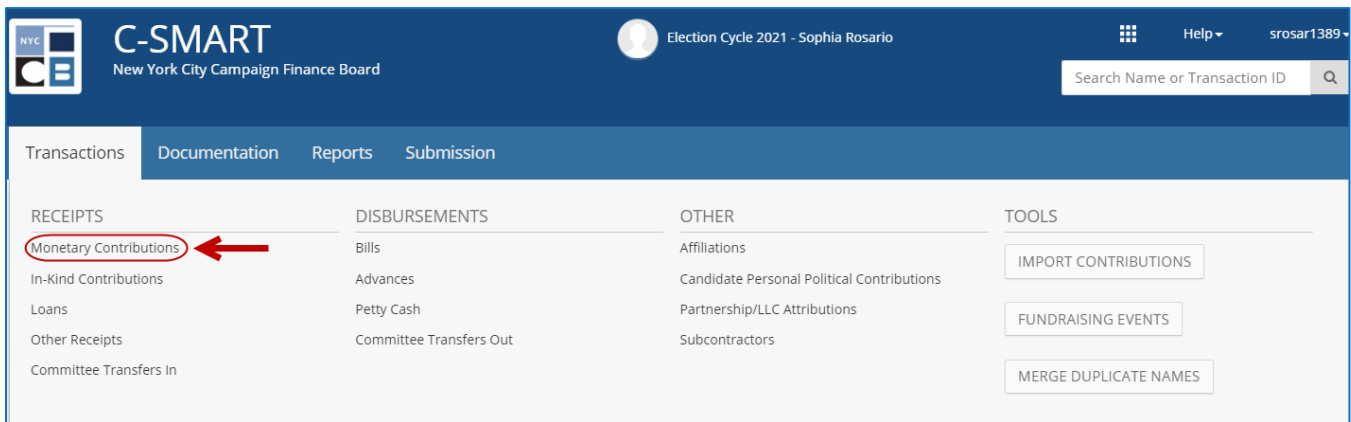 NYC
CFB
C-SMART
New York City Campaign Finance Board
Election Cycle 2021 - Sophia Rosario
Help
srosar1389
Search Name or Transaction ID
Transactions Documentation Reports Submission
RECEIPTS
Monetary Contributions
In-Kind Contributions
Loans
Other Receipts
Committee Transfers In
DISBURSEMENTS
Bills
Advances
Petty Cash
Committee Transfers Out
OTHER
Affiliations
Candidate Personal Political Contributions
Partnership/LLC Attributions
Subcontractors
TOOLS
IMPORT CONTRIBUTIONS
FUNDRAISING EVENTS
MERGE DUPLICATE NAMES